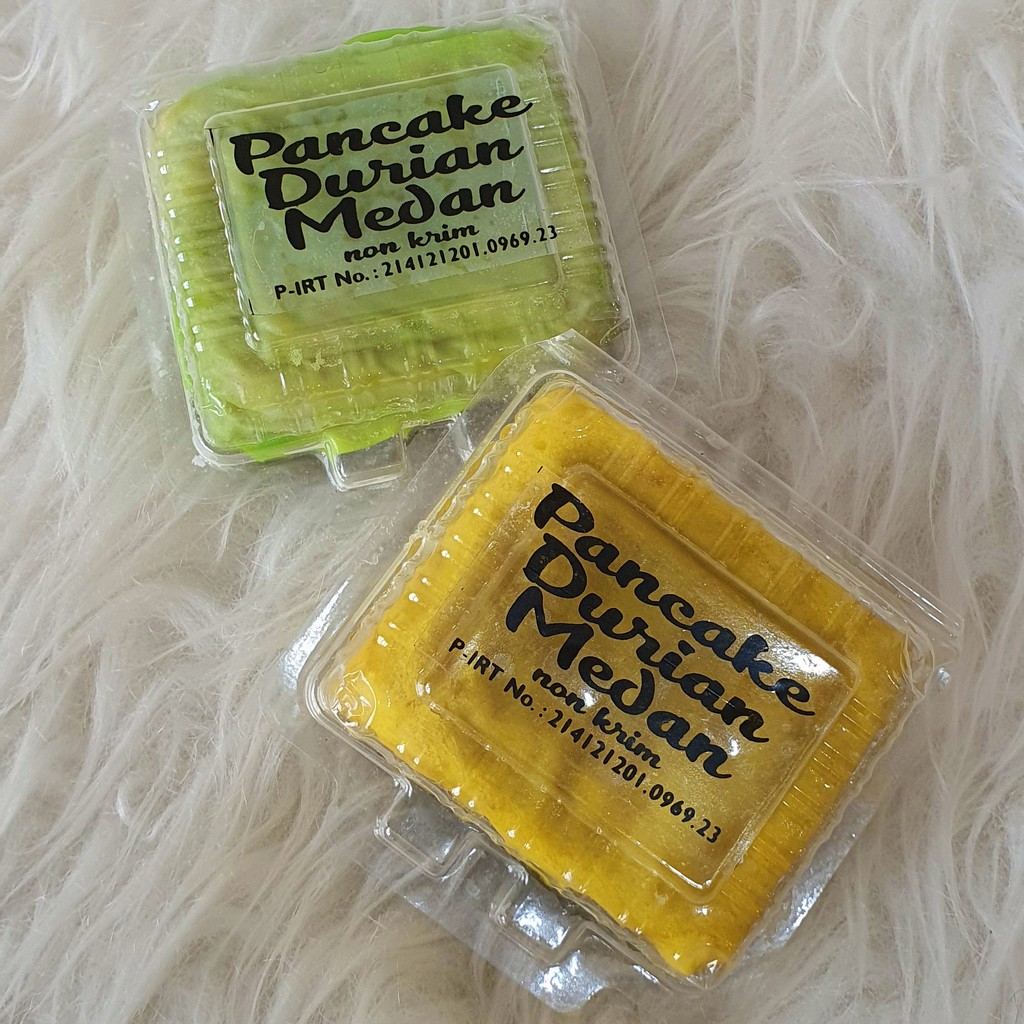 Pancake
Durian
Medan
non krim
P-IRT No.: 214121201.0969.23
Pancake
Durian
Medan
non krim
P-IRT No.: 214121201.0969.23